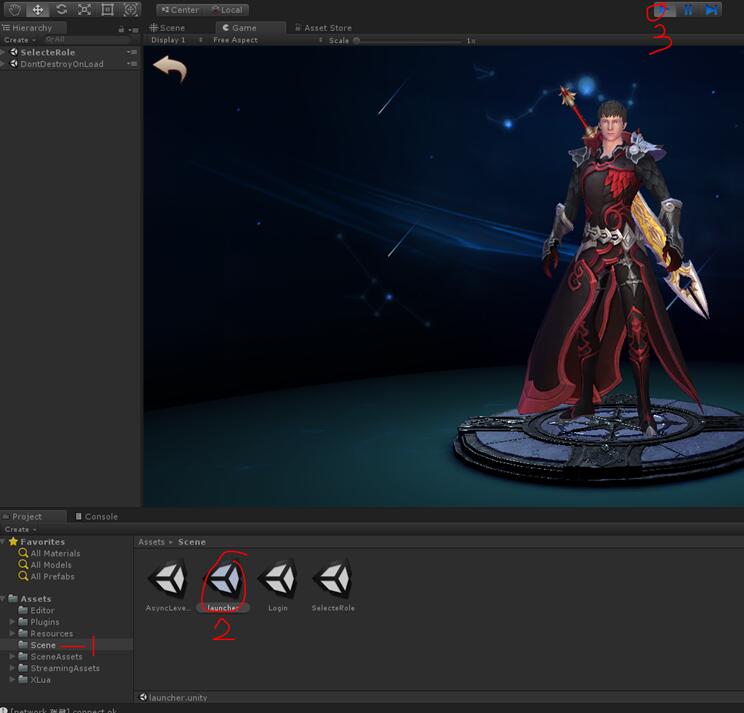 Center Local
3
Hierarchy
Scene Game Asset Store
Create All
Display 1 Free Aspect Scale 1x
SelecteRole
DontDestroyOnLoad
Project Console
Create
Favorites
All Materials
All Models
All Prefabs
Assets
Editor
Plugins
Resources
Scene 1
SceneAssets
StreamingAssets
XLua
Assets ▸ Scene
AsyncLeve... launcher Login SelecteRole
2
launcher.unity
connect ok